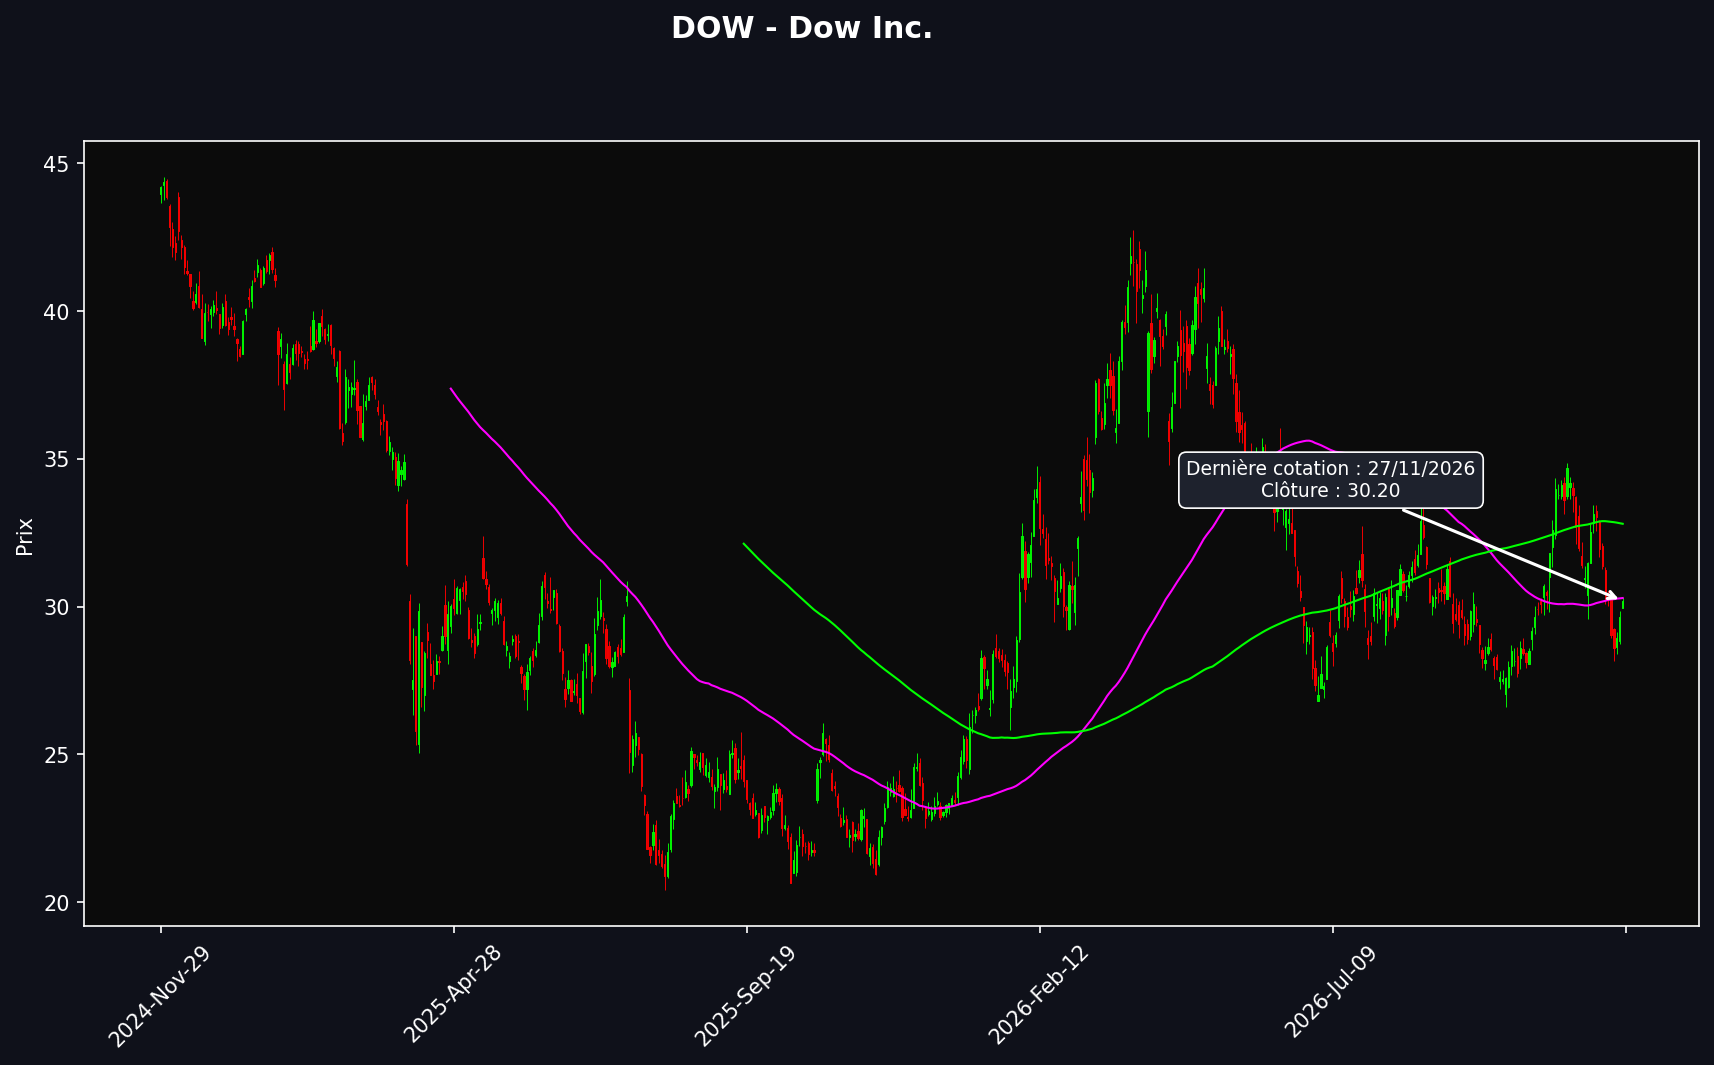 DOW - Dow Inc.
45
40
35
30
25
20
Prix
Dernière cotation : 27/11/2026
Clôture : 30.20
2024-Nov-29
2025-Apr-28
2025-Sep-19
2026-Feb-12
2026-Jul-09